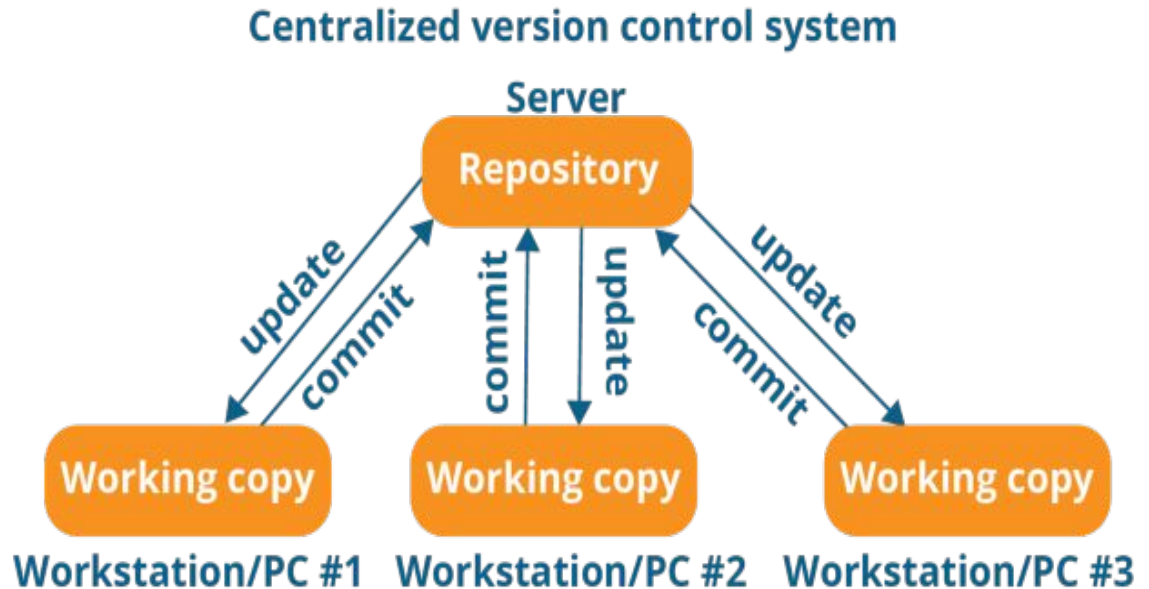 Centralized version control system
Server
Repository
update
commit
commit
update
update
commit
Working copy
Working copy
Working copy
Workstation/PC #1
Workstation/PC #2
Workstation/PC #3